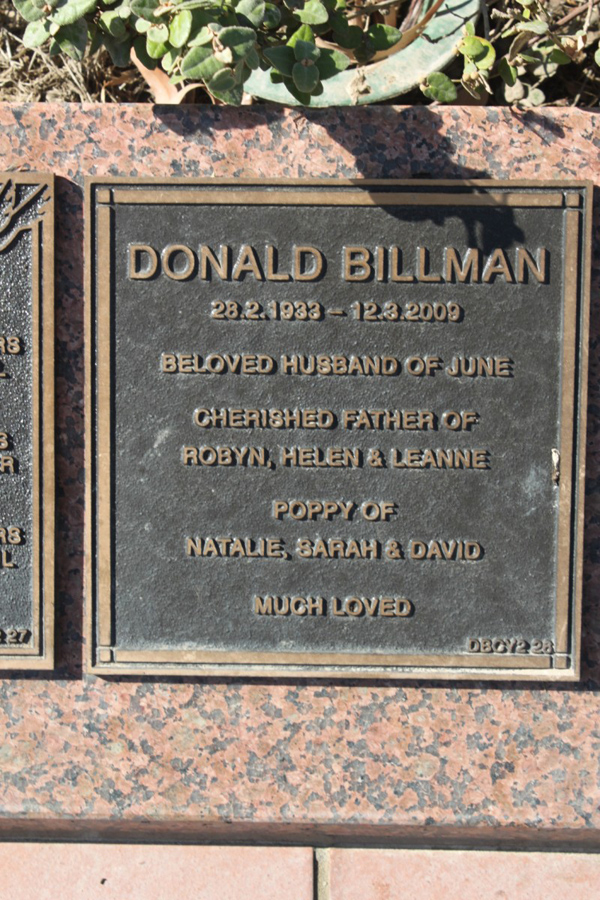 DONALD BILLMAN
28.2.1933 – 12.3.2009
BELOVED HUSBAND OF JUNE
CHERISHED FATHER OF
ROBYN, HELEN & LEANNE
POPPY OF
NATALIE, SARAH & DAVID
MUCH LOVED
DBCY2 28
27